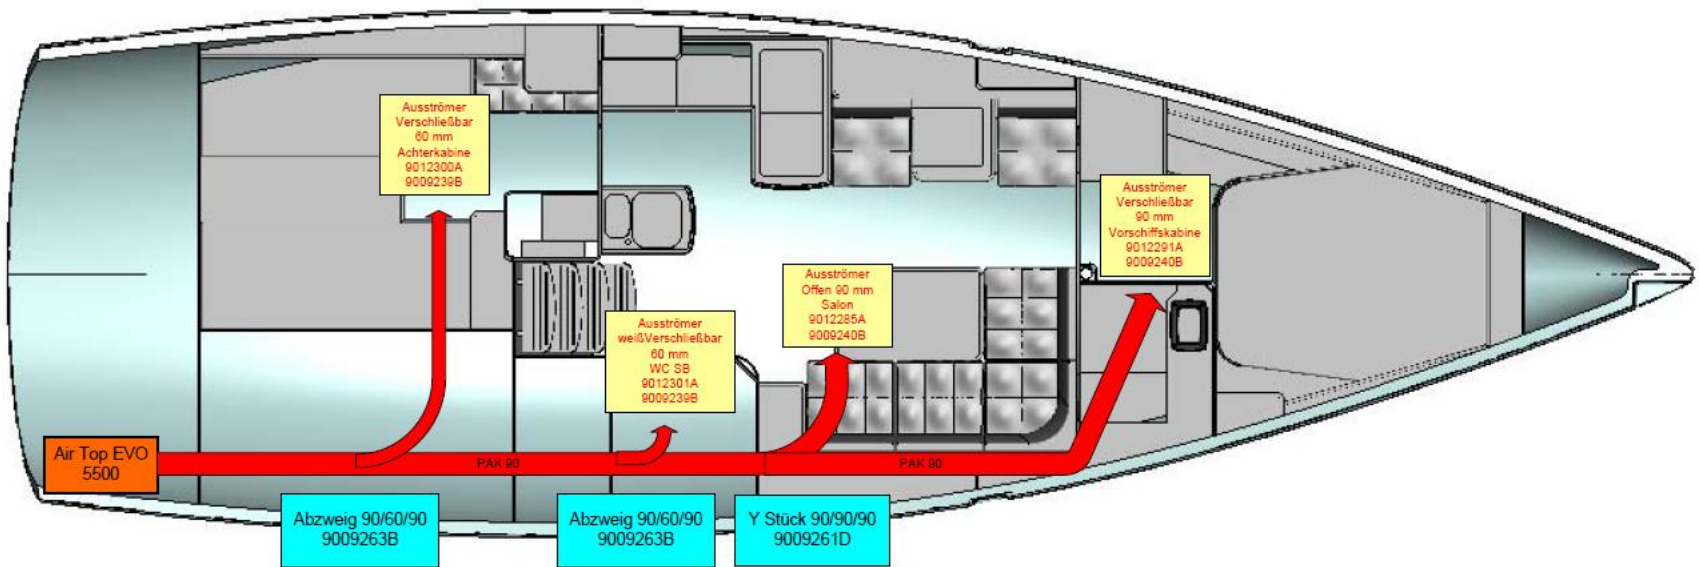 Ausströmer
Verschließbar
60 mm
Achterkabine
9012300A
9009239B
Ausströmer
Verschließbar
90 mm
Vorschiffskabine
9012291A
9009240B
Ausströmer
Offen 90 mm
Salon
9012285A
9009240B
Ausströmer
weißVerschließbar
60 mm
WC SB
9012301A
9009239B
Air Top EVO
5500
PAK 90
PAK 90
Abzweig 90/60/90
9009263B
Abzweig 90/60/90
9009263B
Y Stück 90/90/90
9009261D